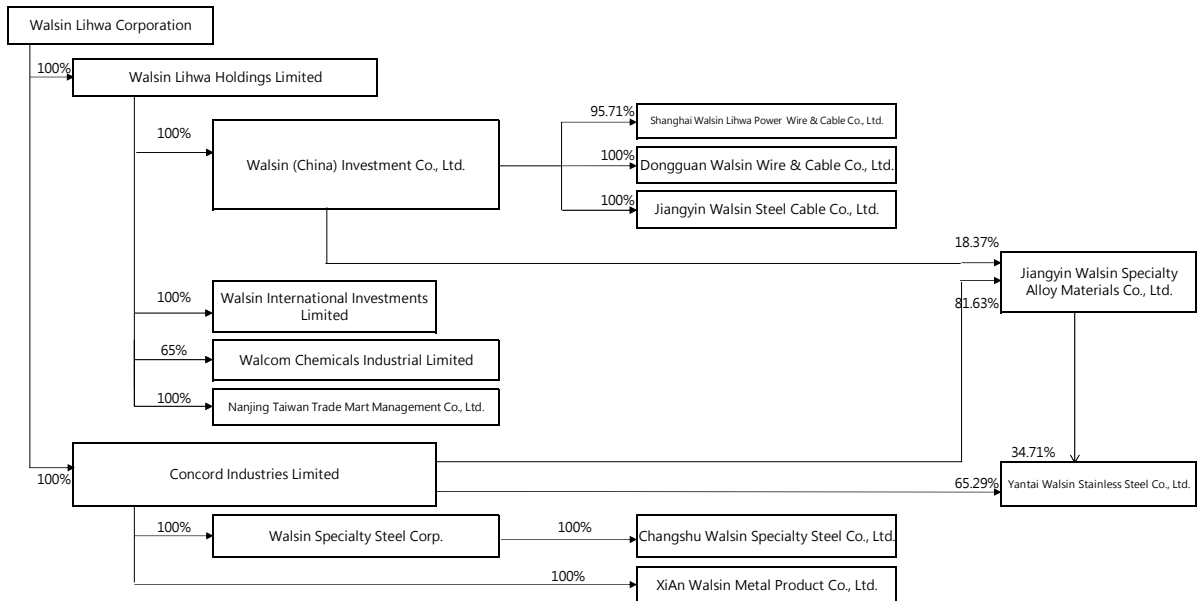 Walsin Lihwa Corporation
100%
Walsin Lihwa Holdings Limited
100%
Walsin (China) Investment Co., Ltd.
95.71%
Shanghai Walsin Lihwa Power Wire & Cable Co., Ltd.
100%
Dongguan Walsin Wire & Cable Co., Ltd.
100%
Jiangyin Walsin Steel Cable Co., Ltd.
18.37%
Jiangyin Walsin Specialty
Alloy Materials Co., Ltd.
81.63%
100%
Walsin International Investments
Limited
65%
Walcom Chemicals Industrial Limited
100%
Nanjing Taiwan Trade Mart Management Co., Ltd.
100%
Concord Industries Limited
34.71%
65.29%
Yantai Walsin Stainless Steel Co., Ltd.
100%
Walsin Specialty Steel Corp.
100%
Changshu Walsin Specialty Steel Co., Ltd.
100%
XiAn Walsin Metal Product Co., Ltd.